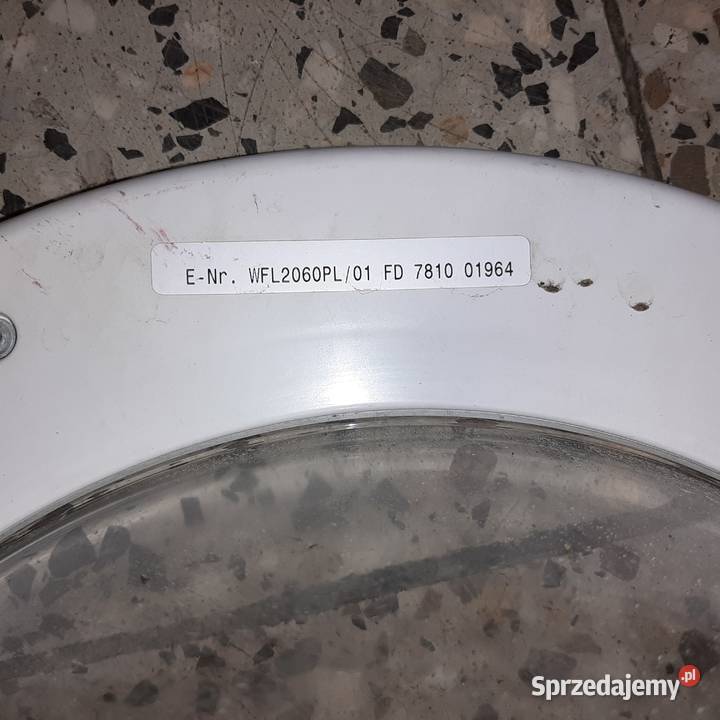 E-Nr. WFL2060PL/01 FD 7810 01964
Sprzedajemy.pl